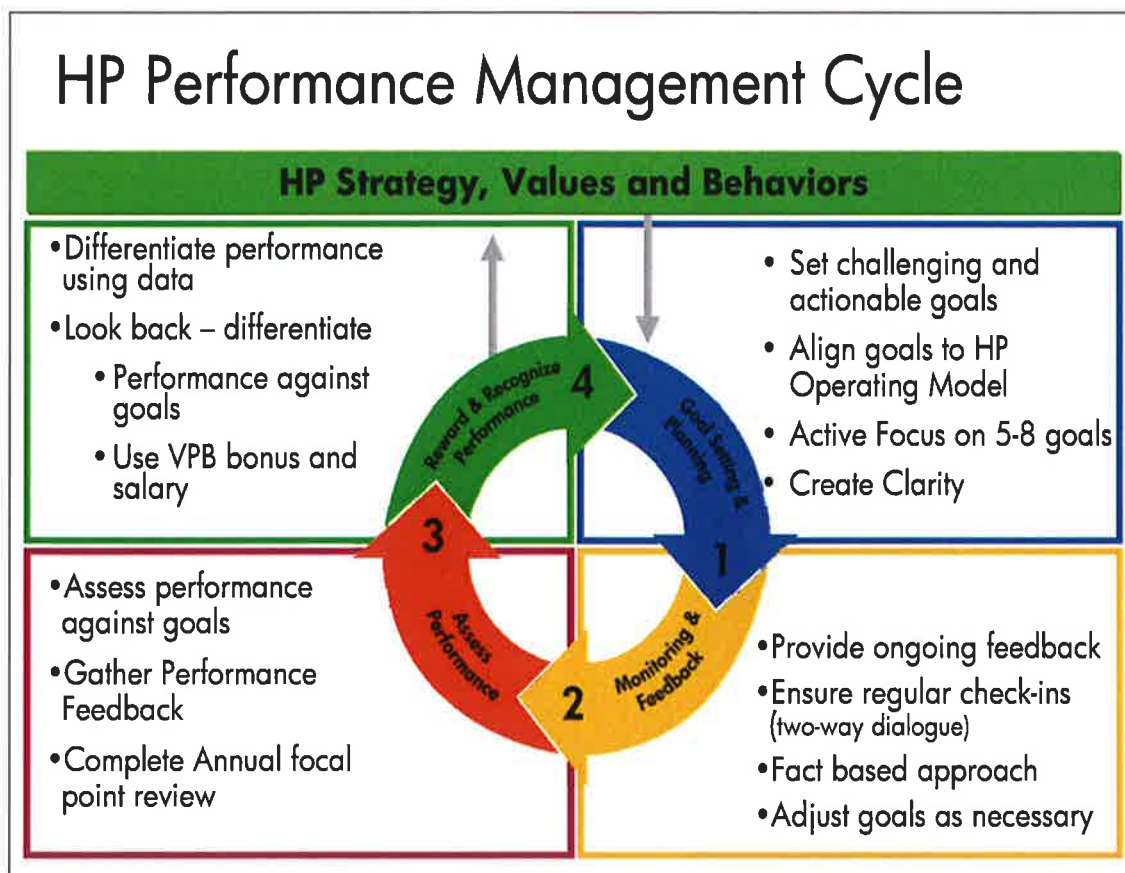 HP Performance Management Cycle
HP Strategy, Values and Behaviors
•Differentiate performance
using data
•Look back – differentiate
•Performance against
goals
•Use VPB bonus and
salary
• Set challenging and
actionable goals
• Align goals to HP
Operating Model
• Active Focus on 5-8 goals
• Create Clarity
Reward & Recognize
Performance
4
Goal Setting &
Planning
1
3
Assess
Performance
2
Monitoring &
Feedback
•Assess performance
against goals
•Gather Performance
Feedback
•Complete Annual focal
point review
•Provide ongoing feedback
•Ensure regular check-ins
(two-way dialogue)
•Fact based approach
•Adjust goals as necessary